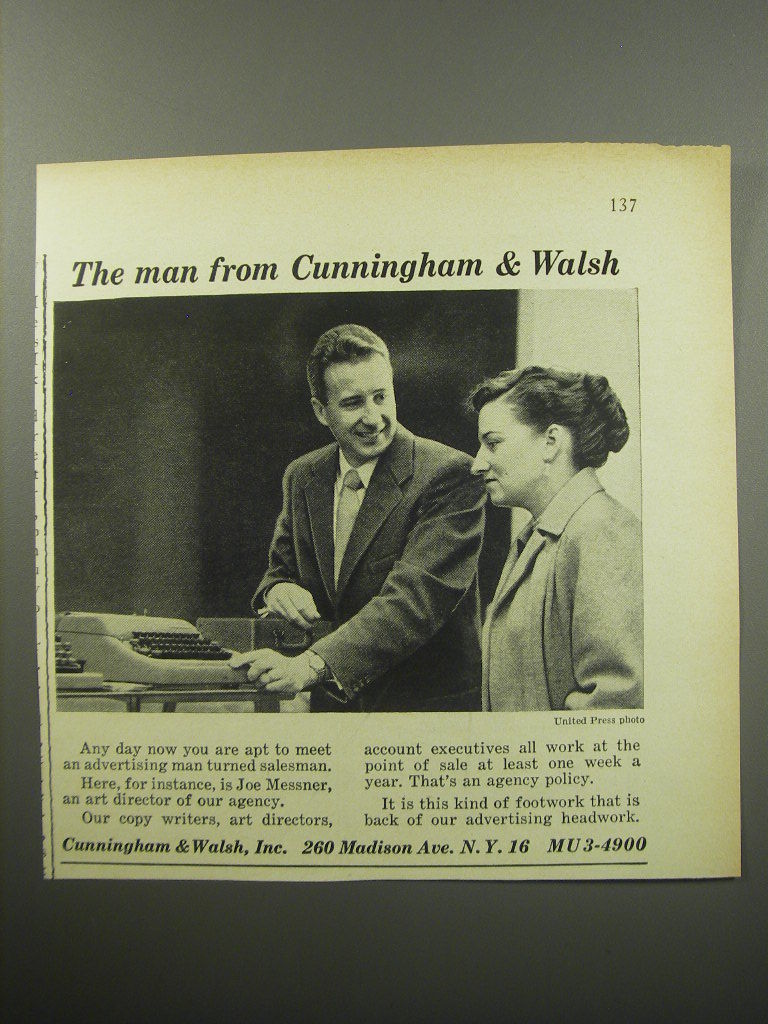 137
The man from Cunningham & Walsh
United Press photo
Any day now you are apt to meet
an advertising man turned salesman.
Here, for instance, is Joe Messner,
an art director of our agency.
Our copy writers, art directors,
account executives all work at the
point of sale at least one week a
year. That's an agency policy.
It is this kind of footwork that is
back of our advertising headwork.
Cunningham & Walsh, Inc. 260 Madison Ave. N. Y. 16 MU 3-4900